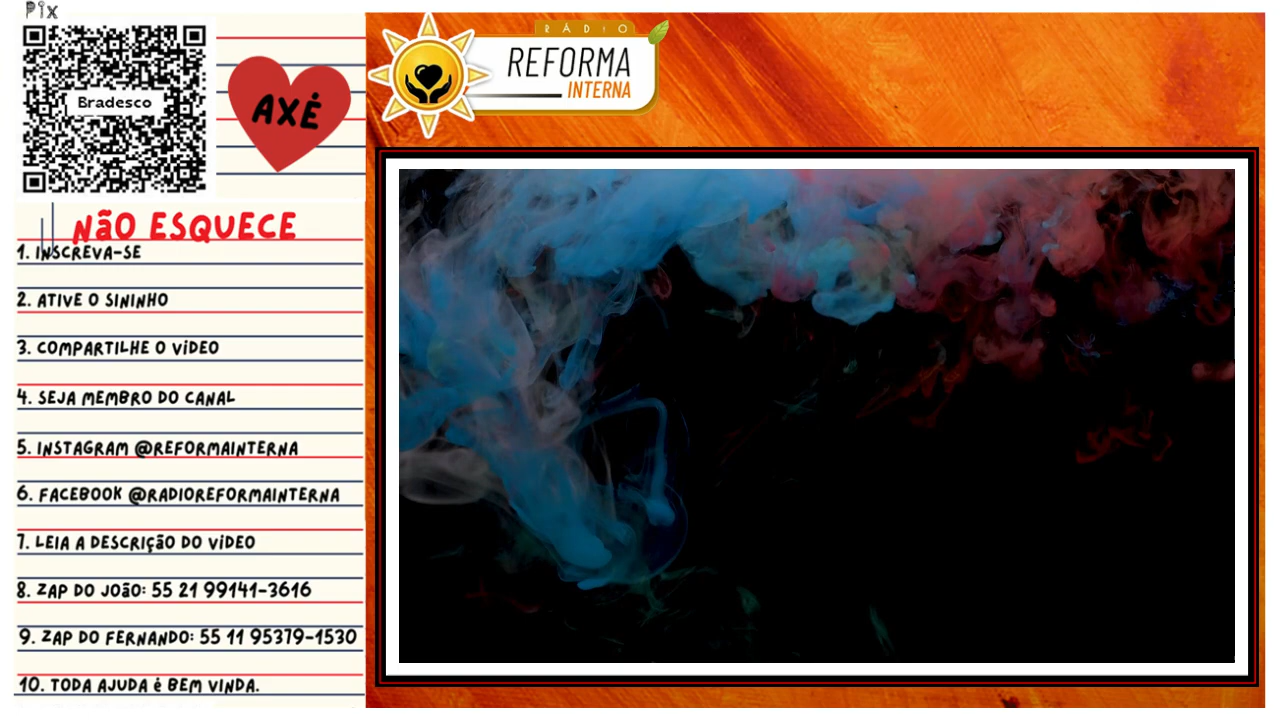 Pix
Bradesco
AXÉ
NÃO ESQUECE
1. INSCREVA-SE
2. ATIVE O SININHO
3. COMPARTILHE O VÍDEO
4. SEJA MEMBRO DO CANAL
5. INSTAGRAM @REFORMAINTERNA
6. FACEBOOK @RADIOREFORMAINTERNA
7. LEIA A DESCRIÇÃO DO VÍDEO
8. ZAP DO JOÃO: 55 21 99141-3616
9. ZAP DO FERNANDO: 55 11 95379-1530
10. TODA AJUDA É BEM VINDA.
RÁDIO
REFORMA
INTERNA